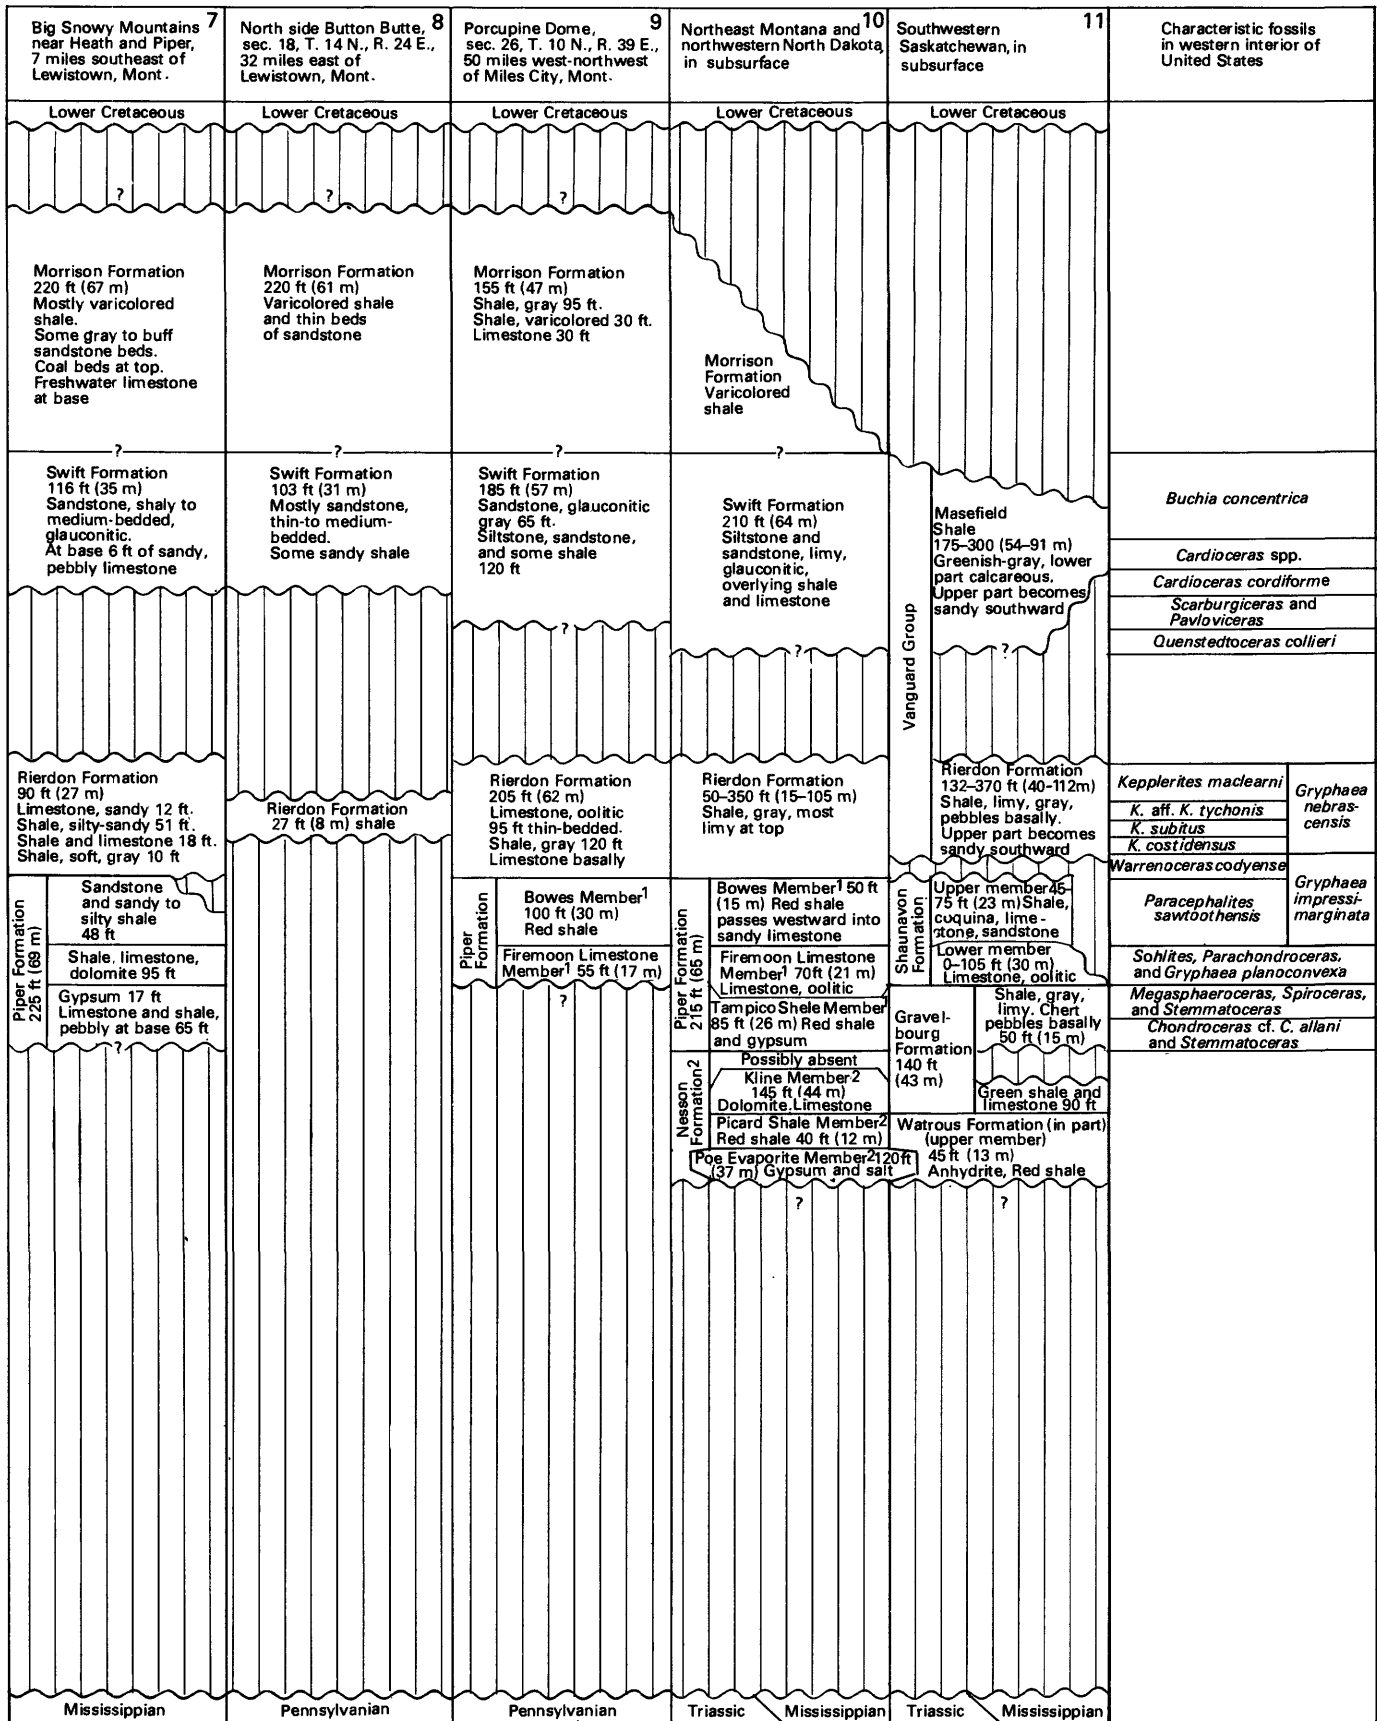 Big Snowy Mountains 7
near Heath and Piper,
7 miles southeast of
Lewistown, Mont.
North side Button Butte, 8
sec. 18, T. 14 N., R. 24 E.,
32 miles east of
Lewistown, Mont.
Porcupine Dome, 9
sec. 26, T. 10 N., R. 39 E.,
50 miles west-northwest
of Miles City, Mont.
Northeast Montana and 10
northwestern North Dakota,
in subsurface
Southwestern 11
Saskatchewan, in
subsurface
Characteristic fossils
in western interior of
United States
Lower Cretaceous
Lower Cretaceous
Lower Cretaceous
Lower Cretaceous
Lower Cretaceous
?
?
?
Morrison Formation
220 ft (67 m)
Mostly varicolored
shale.
Some gray to buff
sandstone beds.
Coal beds at top.
Freshwater limestone
at base
Morrison Formation
220 ft (61 m)
Varicolored shale
and thin beds
of sandstone
Morrison Formation
155 ft (47 m)
Shale, gray 95 ft.
Shale, varicolored 30 ft.
Limestone 30 ft
Morrison
Formation
Varicolored
shale
?
?
?
?
Swift Formation
116 ft (35 m)
Sandstone, shaly to
medium-bedded,
glauconitic.
At base 6 ft of sandy,
pebbly limestone
Swift Formation
103 ft (31 m)
Mostly sandstone,
thin-to medium-
bedded.
Some sandy shale
Swift Formation
185 ft (57 m)
Sandstone, glauconitic
gray 65 ft.
Siltstone, sandstone,
and some shale
120 ft
?
Swift Formation
210 ft (64 m)
Siltstone and
sandstone, limy,
glauconitic,
overlying shale
and limestone
?
Vanguard Group
Masefield
Shale
175–300 (54–91 m)
Greenish-gray, lower
part calcareous.
Upper part becomes
sandy southward
?
Buchia concentrica
Cardioceras spp.
Cardioceras cordiforme
Scarburgiceras and
Pavloviceras
Quenstedtoceras collieri
Rierdon Formation
90 ft (27 m)
Limestone, sandy 12 ft.
Shale, silty-sandy 51 ft.
Shale and limestone 18 ft.
Shale, soft, gray 10 ft
Rierdon Formation
27 ft (8 m) shale
Rierdon Formation
205 ft (62 m)
Limestone, oolitic
95 ft thin-bedded.
Shale, gray 120 ft
Limestone basally
Rierdon Formation
50–350 ft (15–105 m)
Shale, gray, most
limy at top
Rierdon Formation
132–370 ft (40-112m)
Shale, limy, gray,
pebbles basally.
Upper part becomes
sandy southward
Kepplerites maclearni
K. aff. K. tychonis
K. subitus
K. costidensus
Gryphaea
nebras-
censis
Warrenoceras codyense
Paracephalites
sawtoothensis
Gryphaea
impressi-
marginata
Sohlites, Parachondroceras,
and Gryphaea planoconvexa
Megasphaeroceras, Spiroceras,
and Stemmatoceras
Chondroceras cf. C. allani
and Stemmatoceras
Piper Formation
225 ft (69 m)
Sandstone
and sandy to
silty shale
48 ft
Shale, limestone,
dolomite 95 ft
Gypsum 17 ft
Limestone and shale,
pebbly at base 65 ft
?
Piper
Formation
Bowes Member1
100 ft (30 m)
Red shale
Firemoon Limestone
Member1 55 ft (17 m)
?
Piper Formation
215 ft (65 m)
Bowes Member1 50 ft
(15 m) Red shale
passes westward into
sandy limestone
Firemoon Limestone
Member1 70ft (21 m)
Limestone, oolitic
Tampico Shele Member1
85 ft (26 m) Red shale
and gypsum
Nesson
Formation2
Possibly absent
Kline Member2
145 ft (44 m)
Dolomite.Limestone
Picard Shale Member2
Red shale 40 ft (12 m)
Poe Evaporite Member2 120ft
(37 m) Gypsum and salt
?
Shaunavon
Formation
Upper member 45–
75 ft (23 m) Shale,
coquina, lime-
stone, sandstone
Lower member
0–105 ft (30 m)
Limestone, oolitic
Gravel-
bourg
Formation
140 ft
(43 m)
Shale, gray,
limy. Chert
pebbles basally
50 ft (15 m)
Green shale and
limestone 90 ft
Watrous Formation (in part)
(upper member)
45 ft (13 m)
Anhydrite, Red shale
?
Mississippian
Pennsylvanian
Pennsylvanian
Triassic
Mississippian
Triassic
Mississippian